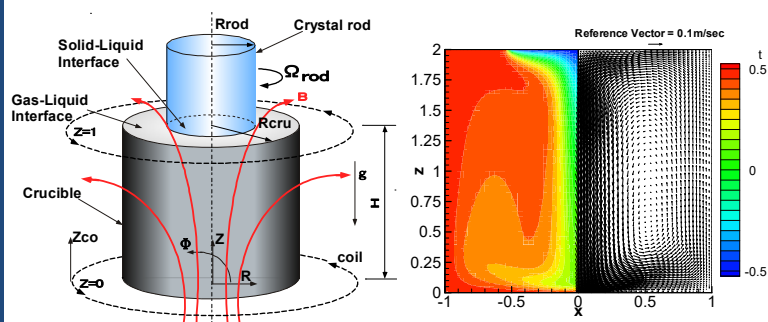 Rrod
Crystal rod
Solid-Liquid
Interface
Ωrod
Gas-Liquid
Interface
B
Rcru
Z=1
Crucible
g
H
Zco
Φ
Z
coil
R
Z=0
Reference Vector = 0.1m/sec
t
2
1.75
1.5
1.25
1
0.75
0.5
0.25
0
z
-1
-0.5
0
0.5
1
x
0.5
0
-0.5